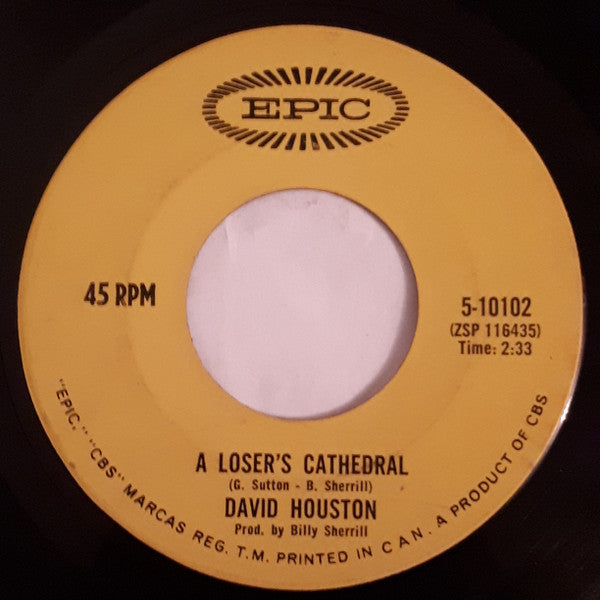 EPIC
45 RPM
5-10102
(ZSP 116435)
Time: 2:33
A LOSER'S CATHEDRAL
(G. Sutton - B. Sherrill)
DAVID HOUSTON
Prod. by Billy Sherrill
"EPIC," "CBS" MARCAS REG. T.M. PRINTED IN CAN. A PRODUCT OF CBS